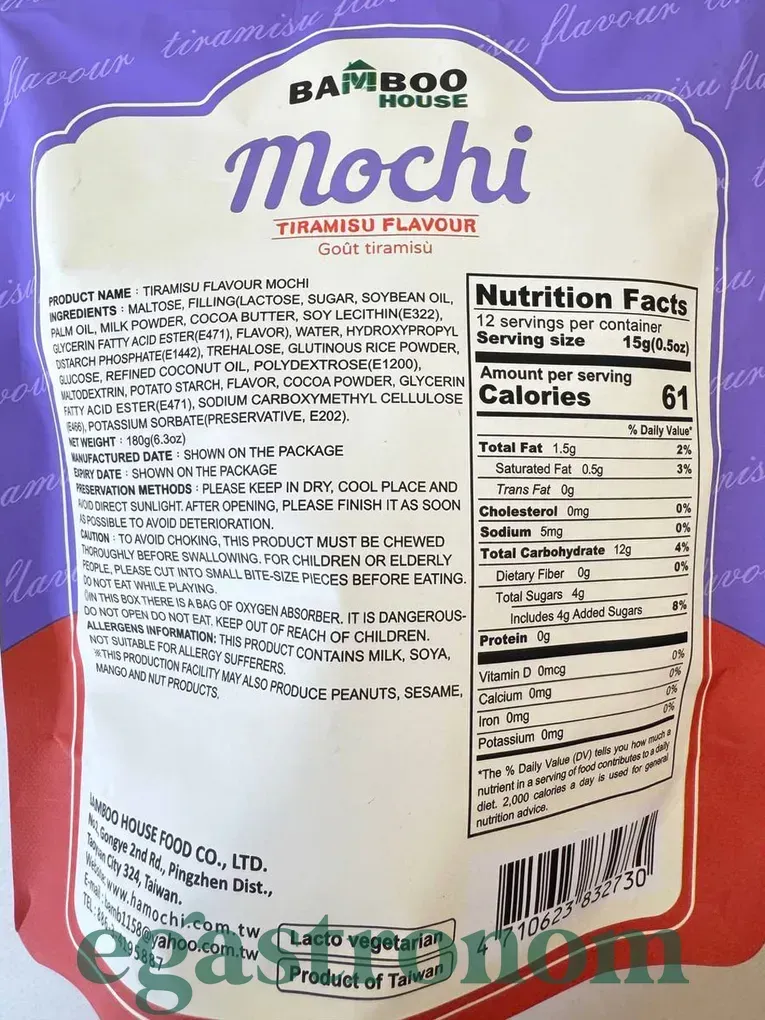 flavour tiramisu flavour
tiramisu flavour
BAMBOO
HOUSE
Mochi
TIRAMISU FLAVOUR
Goût tiramisù
PRODUCT NAME : TIRAMISU FLAVOUR MOCHI
INGREDIENTS : MALTOSE, FILLING(LACTOSE, SUGAR, SOYBEAN OIL,
PALM OIL, MILK POWDER, COCOA BUTTER, SOY LECITHIN(E322),
GLYCERIN FATTY ACID ESTER(E471), FLAVOR), WATER, HYDROXYPROPYL
DISTARCH PHOSPHATE(E1442), TREHALOSE, GLUTINOUS RICE POWDER,
GLUCOSE, REFINED COCONUT OIL, POLYDEXTROSE(E1200),
MALTODEXTRIN, POTATO STARCH, FLAVOR, COCOA POWDER, GLYCERIN
FATTY ACID ESTER(E471), SODIUM CARBOXYMETHYL CELLULOSE
(E466), POTASSIUM SORBATE(PRESERVATIVE, E202).
NET WEIGHT : 180g(6.3oz)
MANUFACTURED DATE : SHOWN ON THE PACKAGE
EXPIRY DATE : SHOWN ON THE PACKAGE
PRESERVATION METHODS : PLEASE KEEP IN DRY, COOL PLACE AND
AVOID DIRECT SUNLIGHT. AFTER OPENING, PLEASE FINISH IT AS SOON
AS POSSIBLE TO AVOID DETERIORATION.
CAUTION : TO AVOID CHOKING, THIS PRODUCT MUST BE CHEWED
THOROUGHLY BEFORE SWALLOWING. FOR CHILDREN OR ELDERLY
PEOPLE, PLEASE CUT INTO SMALL BITE-SIZE PIECES BEFORE EATING.
DO NOT EAT WHILE PLAYING.
IN THIS BOX THERE IS A BAG OF OXYGEN ABSORBER. IT IS DANGEROUS-
DO NOT OPEN DO NOT EAT. KEEP OUT OF REACH OF CHILDREN.
ALLERGENS INFORMATION: THIS PRODUCT CONTAINS MILK, SOYA,
NOT SUITABLE FOR ALLERGY SUFFERERS.
※THIS PRODUCTION FACILITY MAY ALSO PRODUCE PEANUTS, SESAME,
MANGO AND NUT PRODUCTS.
Nutrition Facts
12 servings per container
Serving size 15g(0.5oz)
Amount per serving
Calories 61
% Daily Value*
Total Fat 1.5g 2%
Saturated Fat 0.5g 3%
Trans Fat 0g
Cholesterol 0mg 0%
Sodium 5mg 0%
Total Carbohydrate 12g 4%
Dietary Fiber 0g 0%
Total Sugars 4g
Includes 4g Added Sugars 8%
Protein 0g
Vitamin D 0mcg 0%
Calcium 0mg 0%
Iron 0mg 0%
Potassium 0mg 0%
*The % Daily Value (DV) tells you how much a
nutrient in a serving of food contributes to a daily
diet. 2,000 calories a day is used for general
nutrition advice.
BAMBOO HOUSE FOOD CO., LTD.
Gongye 2nd Rd., Pingzhen Dist.,
City 324, Taiwan.
Website:www.hamochi.com.tw
E-mail:bamb1158@yahoo.com.tw
TEL:
Lacto vegetarian
Product of Taiwan
4 710623 832730
egastronom